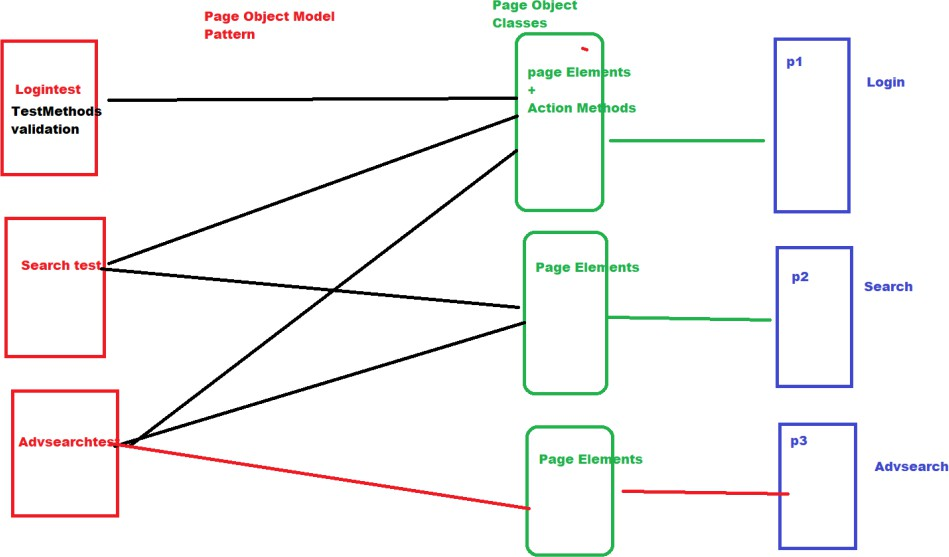 Page Object Model
Pattern
Page Object
Classes
Logintest
TestMethods
validation
page Elements
+
Action Methods
p1
Login
Search test
Page Elements
p2
Search
Advsearchtest
Page Elements
p3
Advsearch